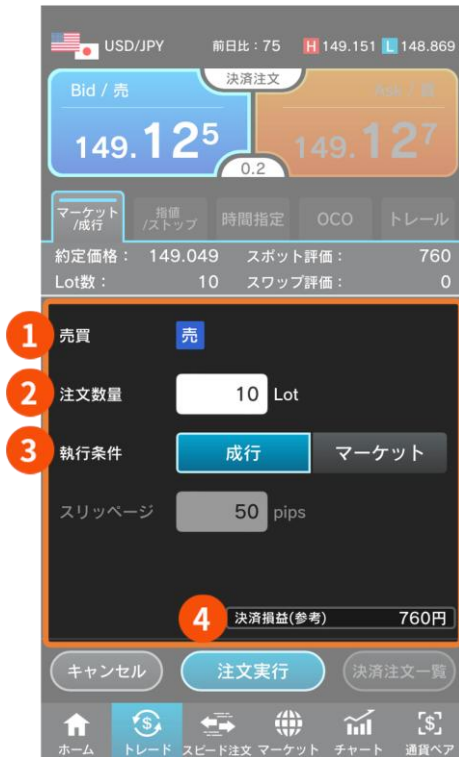 USD/JPY 前日比：75 H 149.151 L 148.869
決済注文
Bid / 売 Ask / 買
149.125 149.127
0.2
マーケット/成行 指値/ストップ 時間指定 OCO トレール
約定価格： 149.049 スポット評価： 760
Lot数： 10 スワップ評価： 0
1 売買 売
2 注文数量 10 Lot
3 執行条件 成行 マーケット
スリッページ 50 pips
4 決済損益(参考) 760円
キャンセル 注文実行 決済注文一覧
ホーム トレード スピード注文 マーケット チャート 通貨ペア